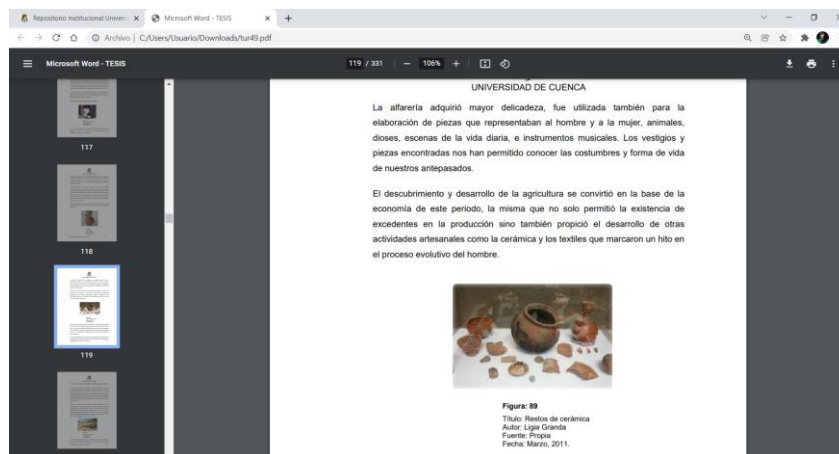 Repositorio Institucional Univers
Microsoft Word - TESIS
Archivo | C:/Users/Usuario/Downloads/tur49.pdf
Microsoft Word - TESIS
119 / 331
106%
117
118
119
UNIVERSIDAD DE CUENCA
La alfarería adquirió mayor delicadeza, fue utilizada también para la
elaboración de piezas que representaban al hombre y a la mujer, animales,
dioses, escenas de la vida diaria, e instrumentos musicales. Los vestigios y
piezas encontradas nos han permitido conocer las costumbres y forma de vida
de nuestros antepasados.
El descubrimiento y desarrollo de la agricultura se convirtió en la base de la
economía de este periodo, la misma que no solo permitió la existencia de
excedentes en la producción sino también propició el desarrollo de otras
actividades artesanales como la cerámica y los textiles que marcaron un hito en
el proceso evolutivo del hombre.
Figura: 89
Título: Restos de cerámica
Autor: Ligia Granda
Fuente: Propia
Fecha: Marzo, 2011.